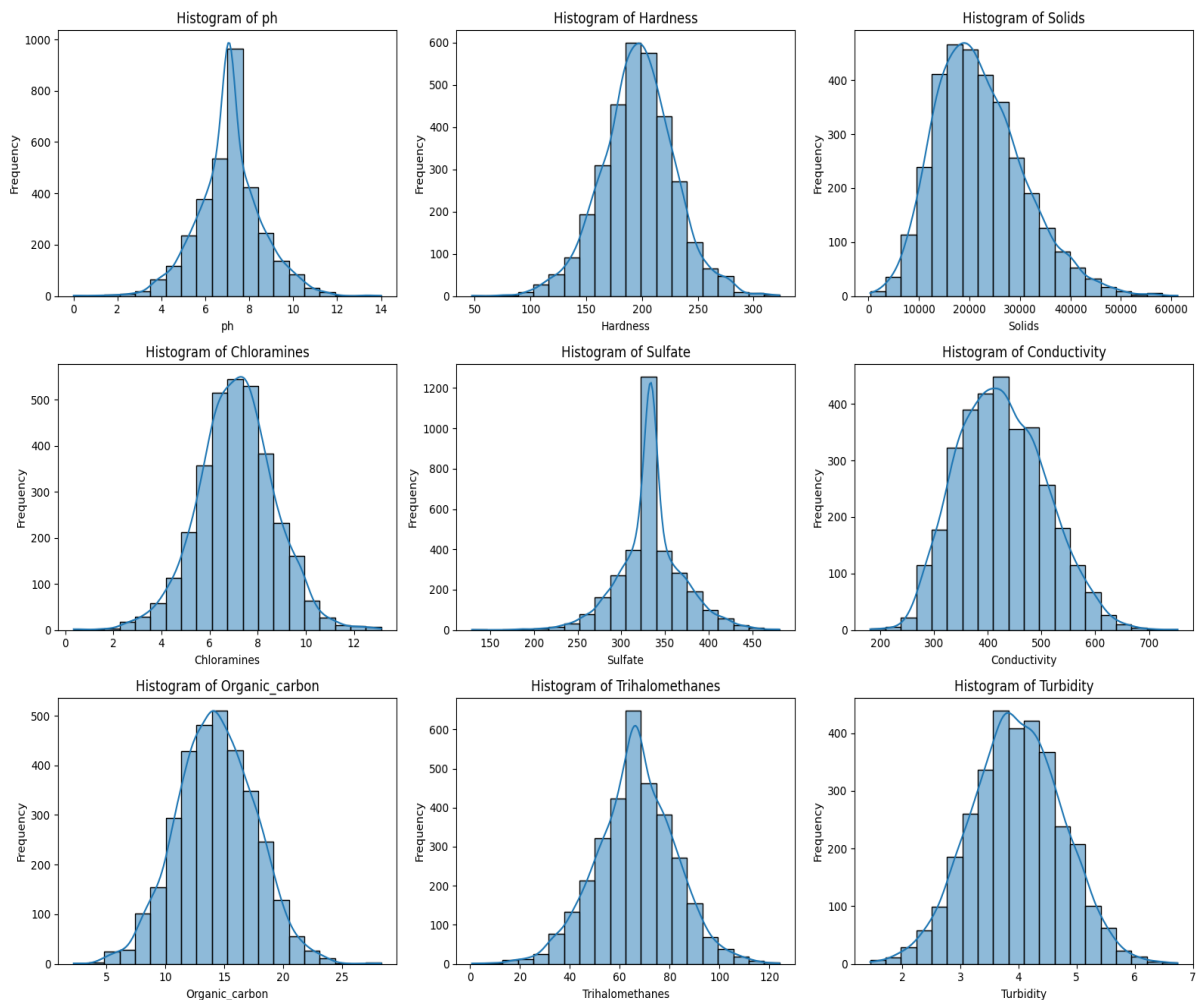 Histogram of ph
Frequency
1000
800
600
400
200
0
0 2 4 6 8 10 12 14
ph
Histogram of Hardness
Frequency
600
500
400
300
200
100
0
50 100 150 200 250 300
Hardness
Histogram of Solids
Frequency
400
300
200
100
0
0 10000 20000 30000 40000 50000 60000
Solids
Histogram of Chloramines
Frequency
500
400
300
200
100
0
0 2 4 6 8 10 12
Chloramines
Histogram of Sulfate
Frequency
1200
1000
800
600
400
200
0
150 200 250 300 350 400 450
Sulfate
Histogram of Conductivity
Frequency
400
300
200
100
0
200 300 400 500 600 700
Conductivity
Histogram of Organic_carbon
Frequency
500
400
300
200
100
0
5 10 15 20 25
Organic_carbon
Histogram of Trihalomethanes
Frequency
600
500
400
300
200
100
0
0 20 40 60 80 100 120
Trihalomethanes
Histogram of Turbidity
Frequency
400
300
200
100
0
2 3 4 5 6 7
Turbidity